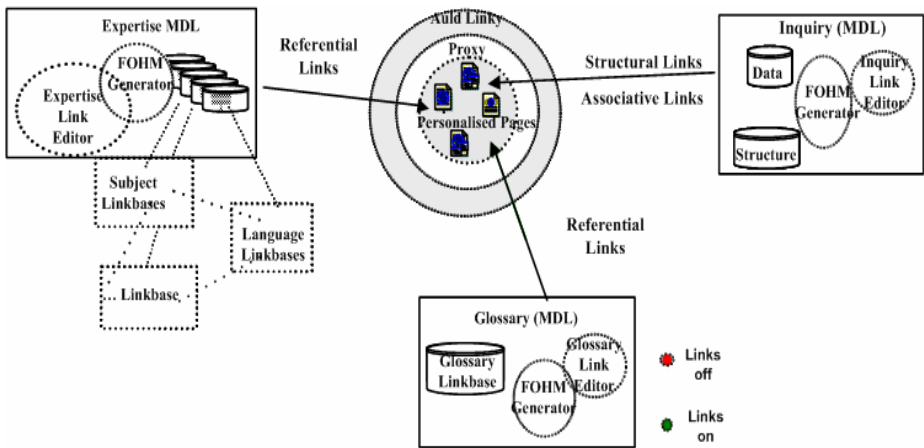 Expertise MDL
FOHM
Generator
Expertise
Link
Editor
Subject
Linkbases
Language
Linkbases
Linkbase
Referential
Links
Auld Linky
Proxy
Personalised Pages
Structural Links
Associative Links
Inquiry (MDL)
Data
Structure
FOHM
Generator
Inquiry
Link
Editor
Referential
Links
Glossary (MDL)
Glossary
Linkbase
FOHM
Generator
Glossary
Link
Editor
Links
off
Links
on